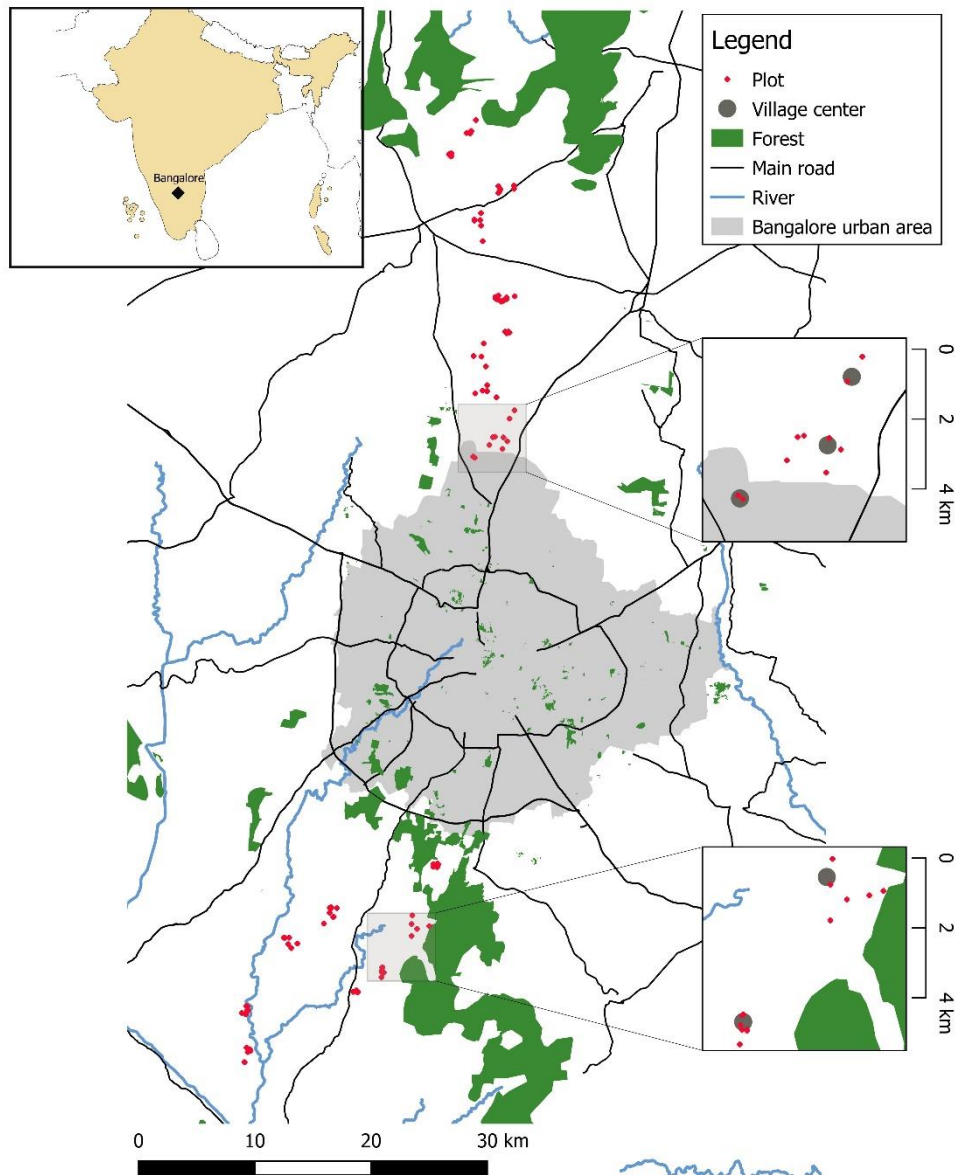 Bangalore
Legend
Plot
Village center
Forest
Main road
River
Bangalore urban area
0
2
4 km
0
2
4 km
0 10 20 30 km